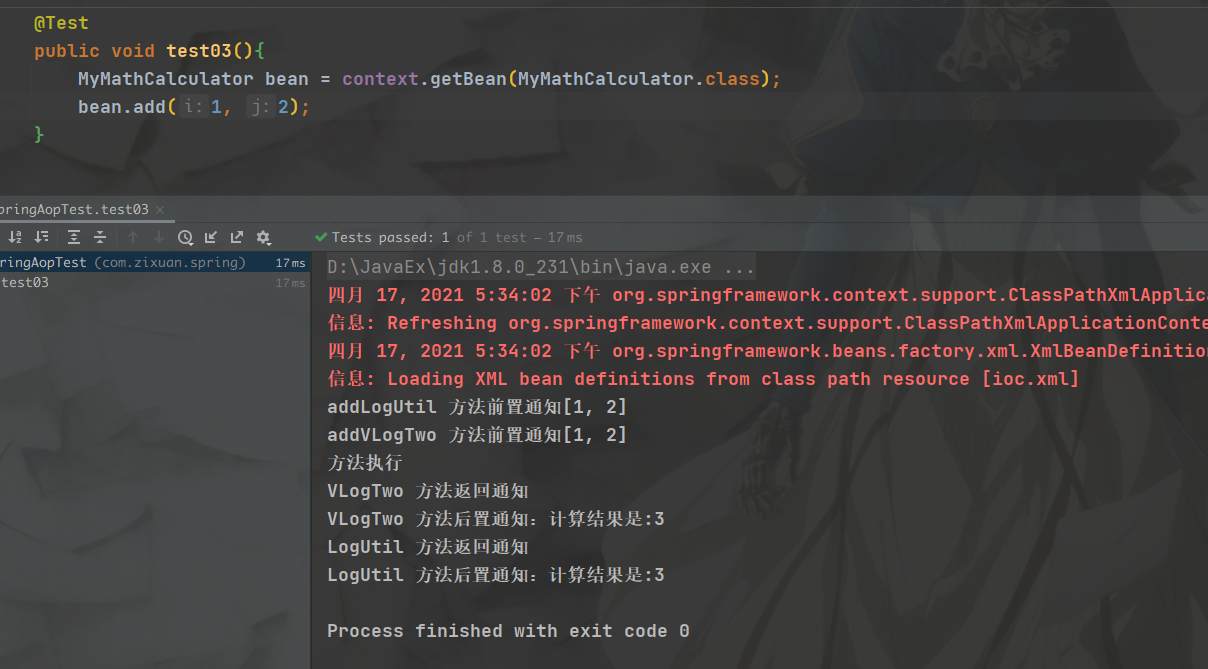 @Test
public void test03(){
MyMathCalculator bean = context.getBean(MyMathCalculator.class);
bean.add( i: 1, j: 2);
}
pringAopTest.test03 ×
Tests passed: 1 of 1 test – 17 ms
ringAopTest (com.zixuan.spring) 17 ms
test03 17 ms
D:\JavaEx\jdk1.8.0_231\bin\java.exe ...
四月 17, 2021 5:34:02 下午 org.springframework.context.support.ClassPathXmlApplic
信息: Refreshing org.springframework.context.support.ClassPathXmlApplicationConte
四月 17, 2021 5:34:02 下午 org.springframework.beans.factory.xml.XmlBeanDefinitio
信息: Loading XML bean definitions from class path resource [ioc.xml]
addLogUtil 方法前置通知[1, 2]
addVLogTwo 方法前置通知[1, 2]
方法执行
VLogTwo 方法返回通知
VLogTwo 方法后置通知：计算结果是:3
LogUtil 方法返回通知
LogUtil 方法后置通知：计算结果是:3
Process finished with exit code 0